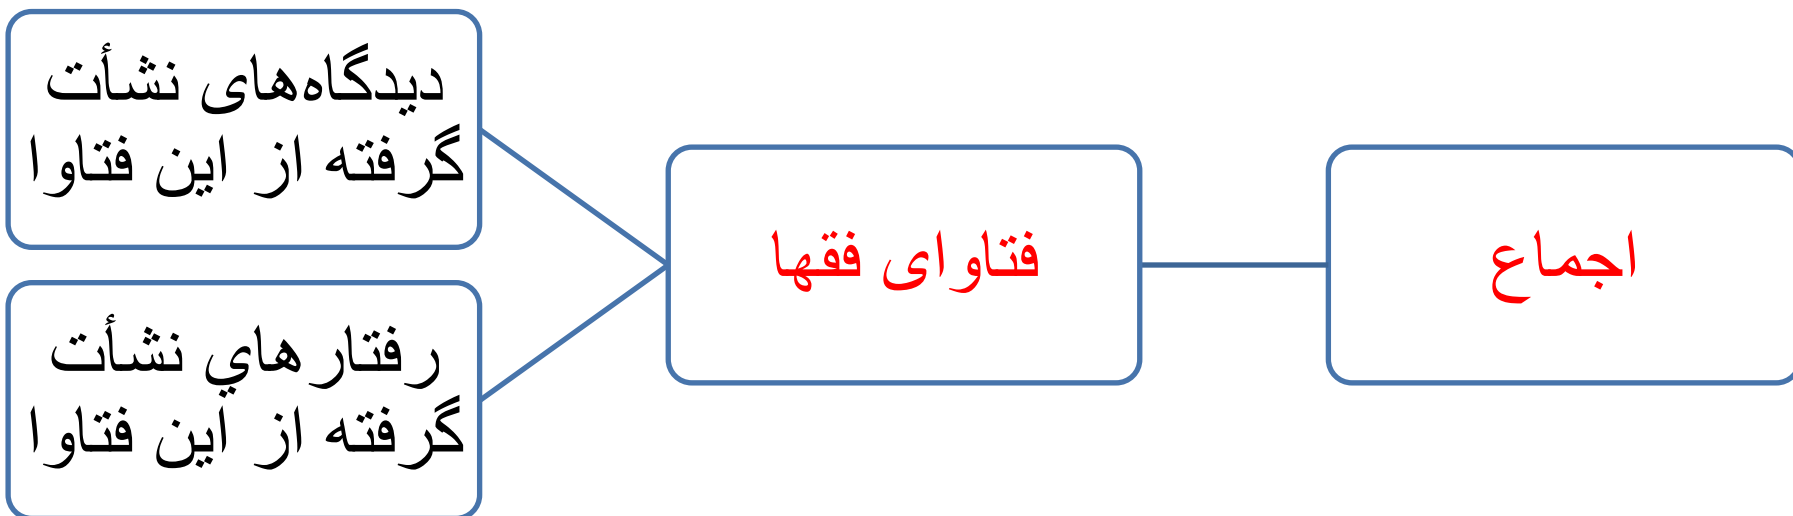 اجماع
فتاوای فقها
دیدگاه‌های نشأت
گرفته از این فتاوا
رفتارهاي نشأت
گرفته از این فتاوا